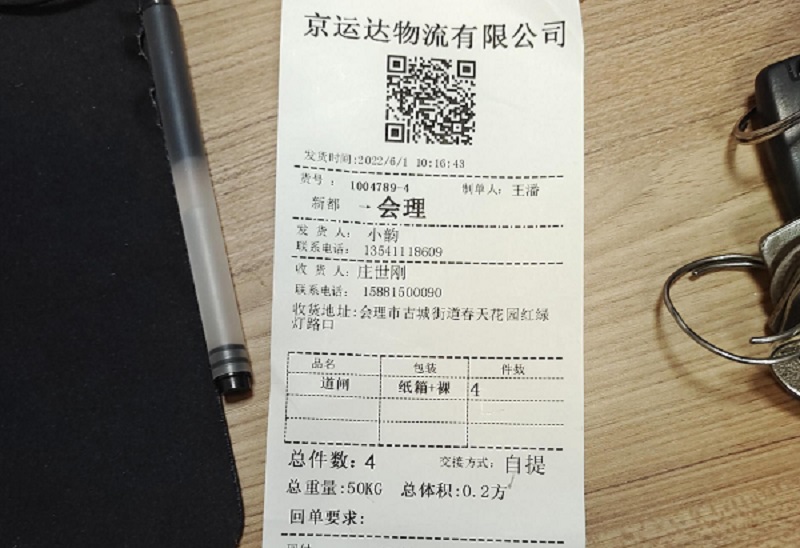 京运达物流有限公司
发货时间:2022/6/1 10:16:43
货号: 1004789-4 制单人: 王潘
新都 →会理
发货人: 小韵
联系电话: 13541118609
收货人: 庄世刚
联系电话: 15881500090
收货地址:会理市古城街道春天花园红绿
灯路口
品名 包装 件数
道闸 纸箱+裸 4
总件数: 4 交接方式: 自提
总重量:50KG 总体积:0.2方
回单要求: